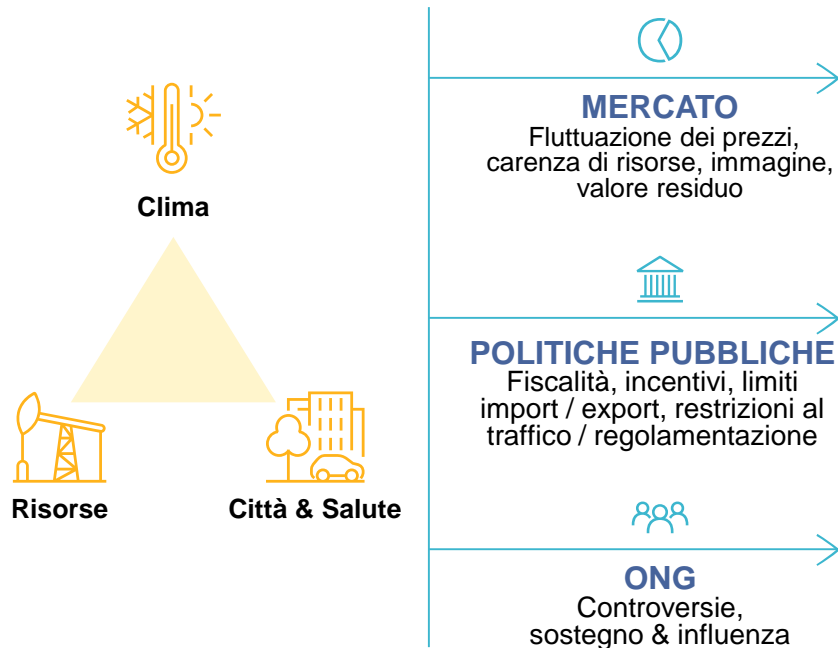 Clima
Risorse
Città & Salute
MERCATO
Fluttuazione dei prezzi,
carenza di risorse, immagine,
valore residuo
POLITICHE PUBBLICHE
Fiscalità, incentivi, limiti
import / export, restrizioni al
traffico / regolamentazione
ONG
Controversie,
sostegno & influenza